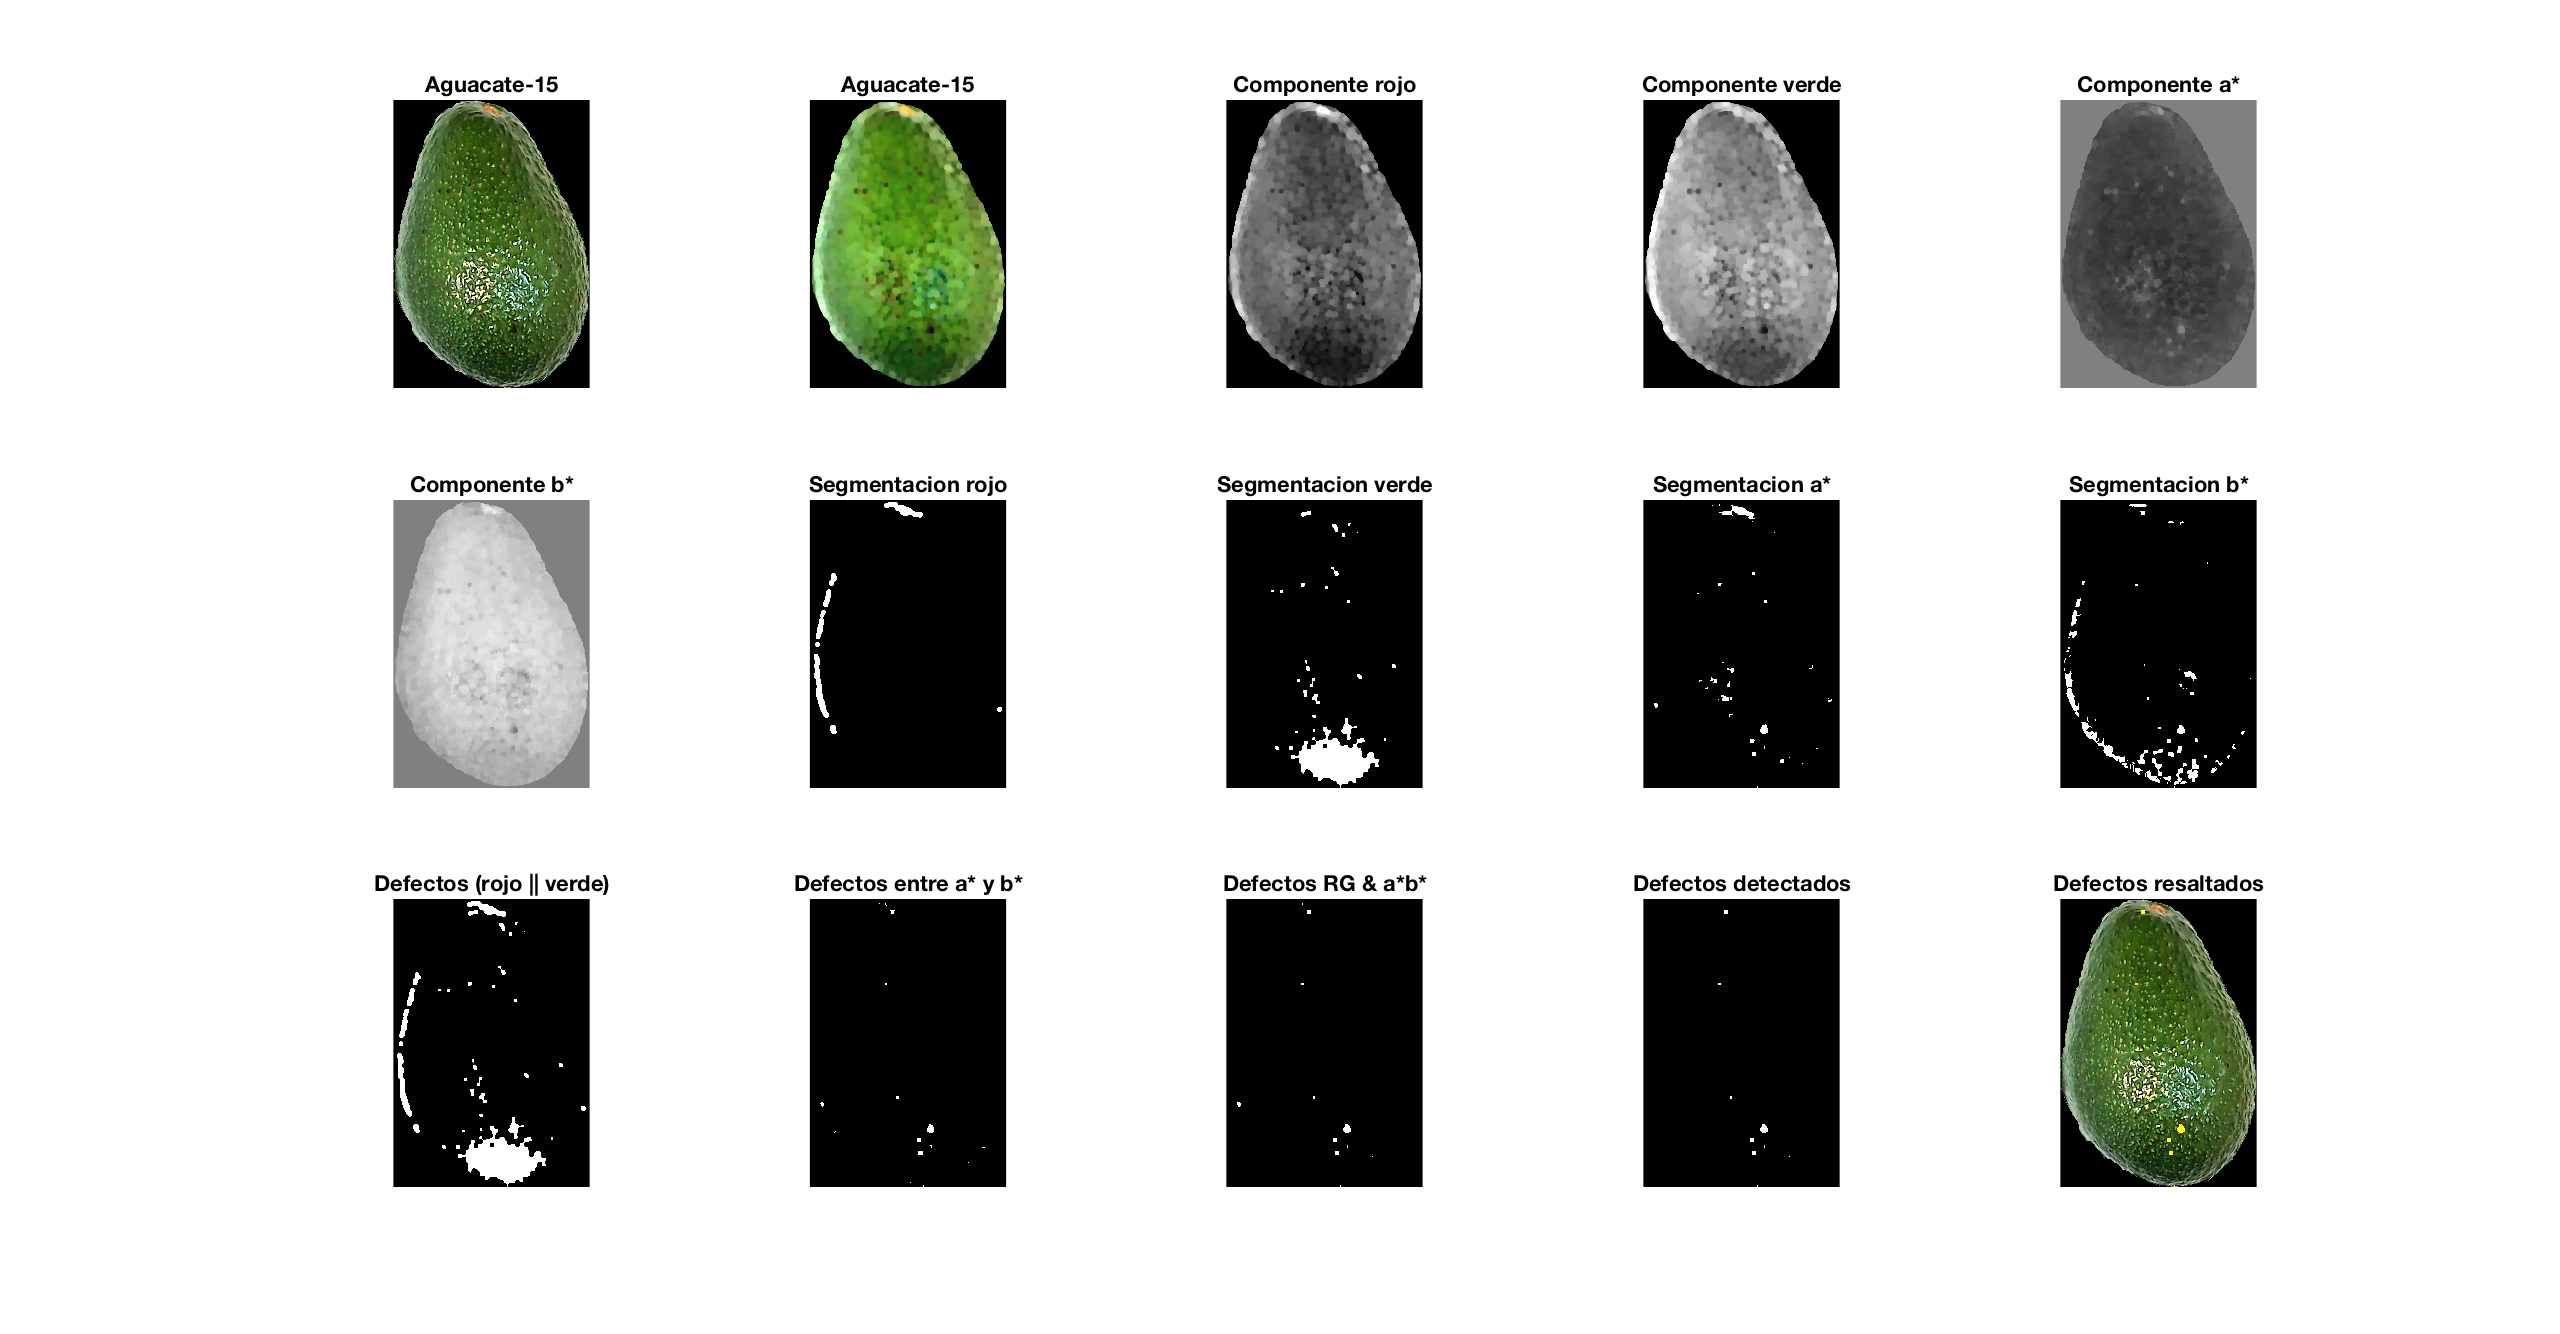 Aguacate-15
Aguacate-15
Componente rojo
Componente verde
Componente a*
Componente b*
Segmentacion rojo
Segmentacion verde
Segmentacion a*
Segmentacion b*
Defectos (rojo || verde)
Defectos entre a* y b*
Defectos RG & a*b*
Defectos detectados
Defectos resaltados